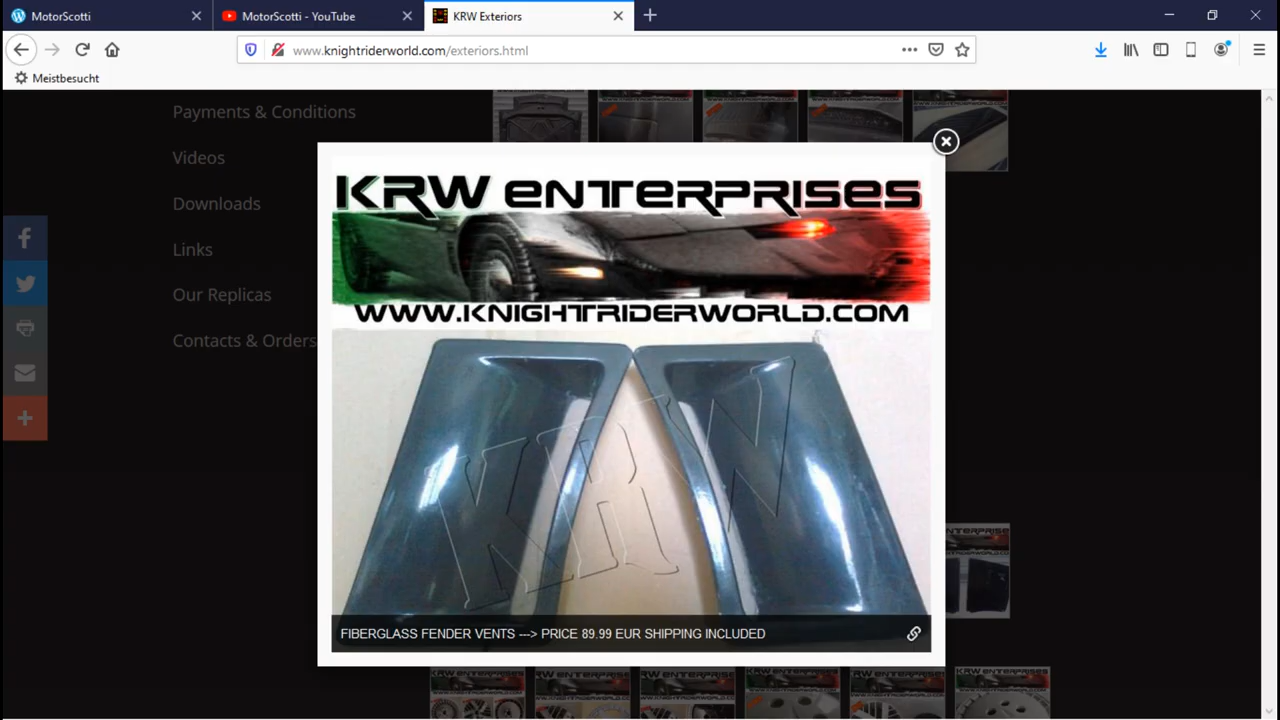 MotorScotti
MotorScotti - YouTube
KRW Exteriors
www.knightriderworld.com/exteriors.html
Meistbesucht
Payments & Conditions
Videos
Downloads
Links
Our Replicas
Contacts & Orders
KRW ENTERPRISES
WWW.KNIGHTRIDERWORLD.COM
KRW
FIBERGLASS FENDER VENTS ---> PRICE 89.99 EUR SHIPPING INCLUDED